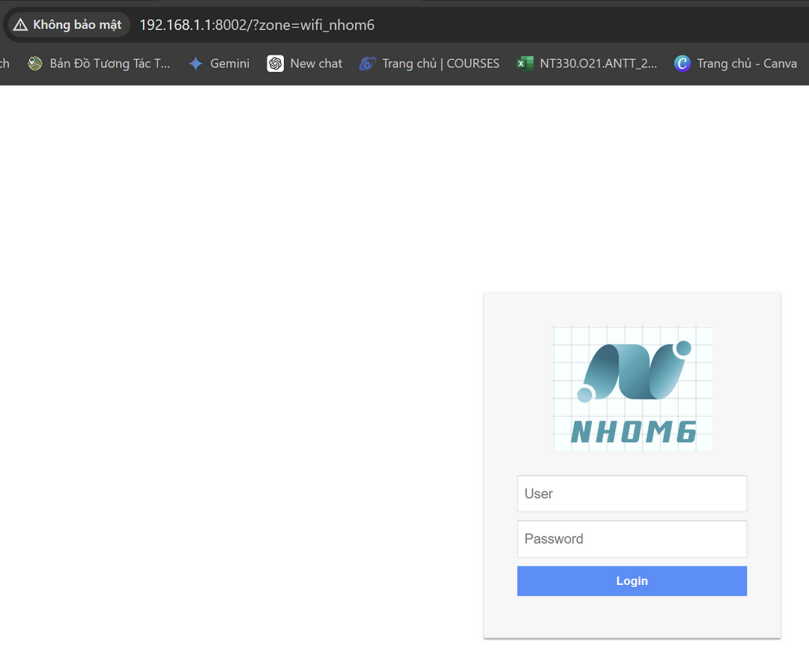 Không bảo mật 192.168.1.1:8002/?zone=wifi_nhom6
ch Bản Đồ Tương Tác T... Gemini New chat Trang chủ | COURSES NT330.O21.ANTT_2... Trang chủ - Canva
NHOM6
User
Password
Login